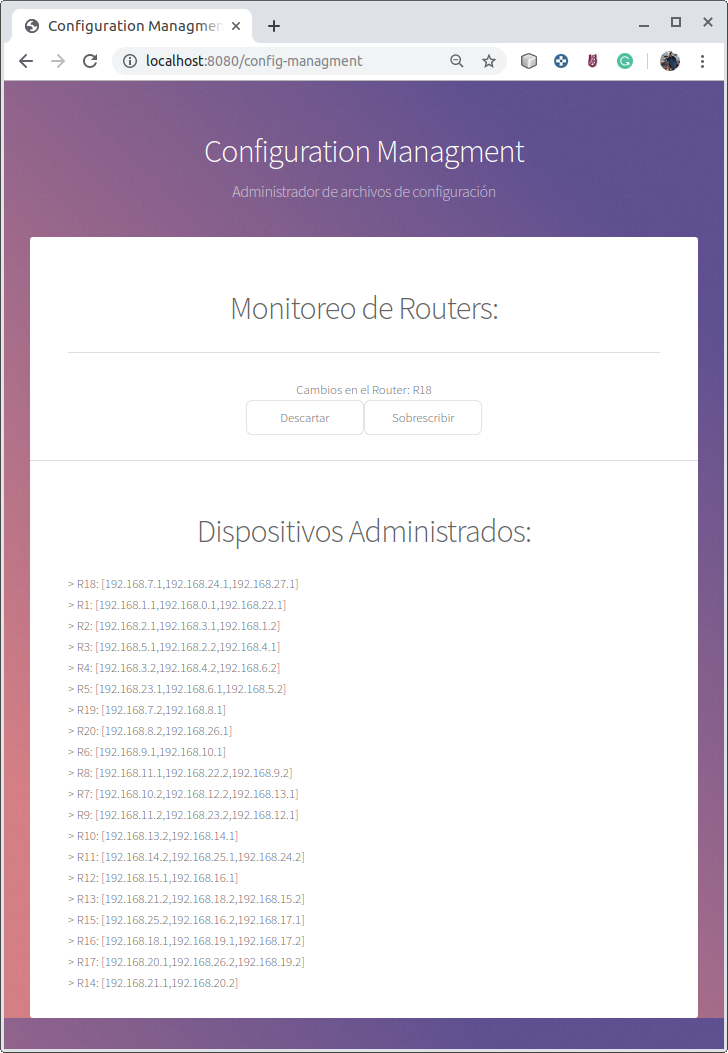 Configuration Managmen
localhost:8080/config-managment
Configuration Managment
Administrador de archivos de configuración
Monitoreo de Routers:
Cambios en el Router: R18
Descartar Sobrescribir
Dispositivos Administrados:
> R18: [192.168.7.1,192.168.24.1,192.168.27.1]
> R1: [192.168.1.1,192.168.0.1,192.168.22.1]
> R2: [192.168.2.1,192.168.3.1,192.168.1.2]
> R3: [192.168.5.1,192.168.2.2,192.168.4.1]
> R4: [192.168.3.2,192.168.4.2,192.168.6.2]
> R5: [192.168.23.1,192.168.6.1,192.168.5.2]
> R19: [192.168.7.2,192.168.8.1]
> R20: [192.168.8.2,192.168.26.1]
> R6: [192.168.9.1,192.168.10.1]
> R8: [192.168.11.1,192.168.22.2,192.168.9.2]
> R7: [192.168.10.2,192.168.12.2,192.168.13.1]
> R9: [192.168.11.2,192.168.23.2,192.168.12.1]
> R10: [192.168.13.2,192.168.14.1]
> R11: [192.168.14.2,192.168.25.1,192.168.24.2]
> R12: [192.168.15.1,192.168.16.1]
> R13: [192.168.21.2,192.168.18.2,192.168.15.2]
> R15: [192.168.25.2,192.168.16.2,192.168.17.1]
> R16: [192.168.18.1,192.168.19.1,192.168.17.2]
> R17: [192.168.20.1,192.168.26.2,192.168.19.2]
> R14: [192.168.21.1,192.168.20.2]